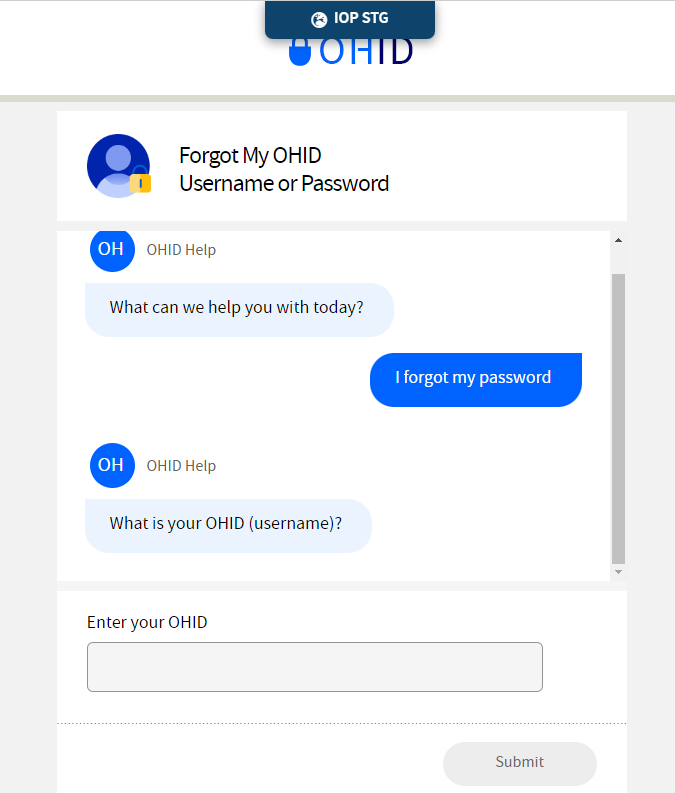 IOP STG
OHID
Forgot My OHID
Username or Password
OH
OHID Help
What can we help you with today?
I forgot my password
OH
OHID Help
What is your OHID (username)?
Enter your OHID
Submit